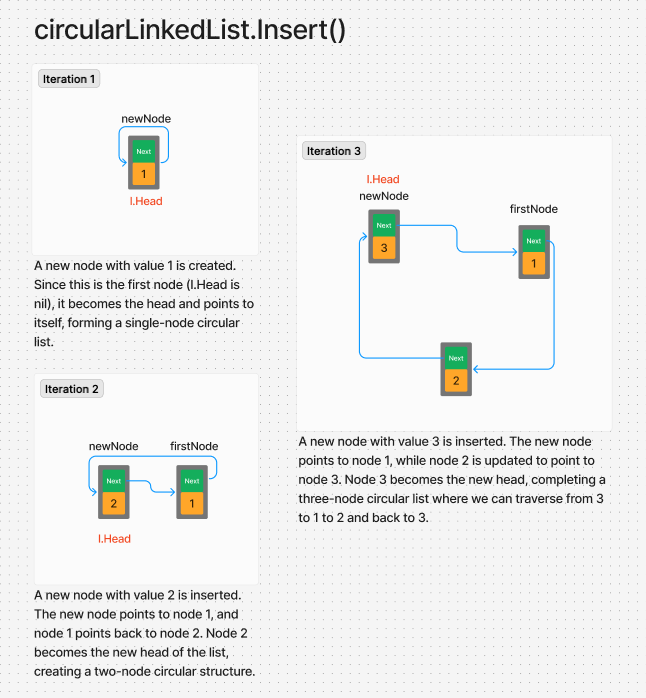 circularLinkedList.Insert()
Iteration 1
newNode
Next
1
l.Head
A new node with value 1 is created.
Since this is the first node (l.Head is
nil), it becomes the head and points to
itself, forming a single-node circular
list.
Iteration 2
newNode
firstNode
Next
Next
2
1
l.Head
A new node with value 2 is inserted.
The new node points to node 1, and
node 1 points back to node 2. Node 2
becomes the new head of the list,
creating a two-node circular structure.
Iteration 3
l.Head
newNode
firstNode
Next
3
Next
1
Next
2
A new node with value 3 is inserted. The new node
points to node 1, while node 2 is updated to point to
node 3. Node 3 becomes the new head, completing a
three-node circular list where we can traverse from 3
to 1 to 2 and back to 3.